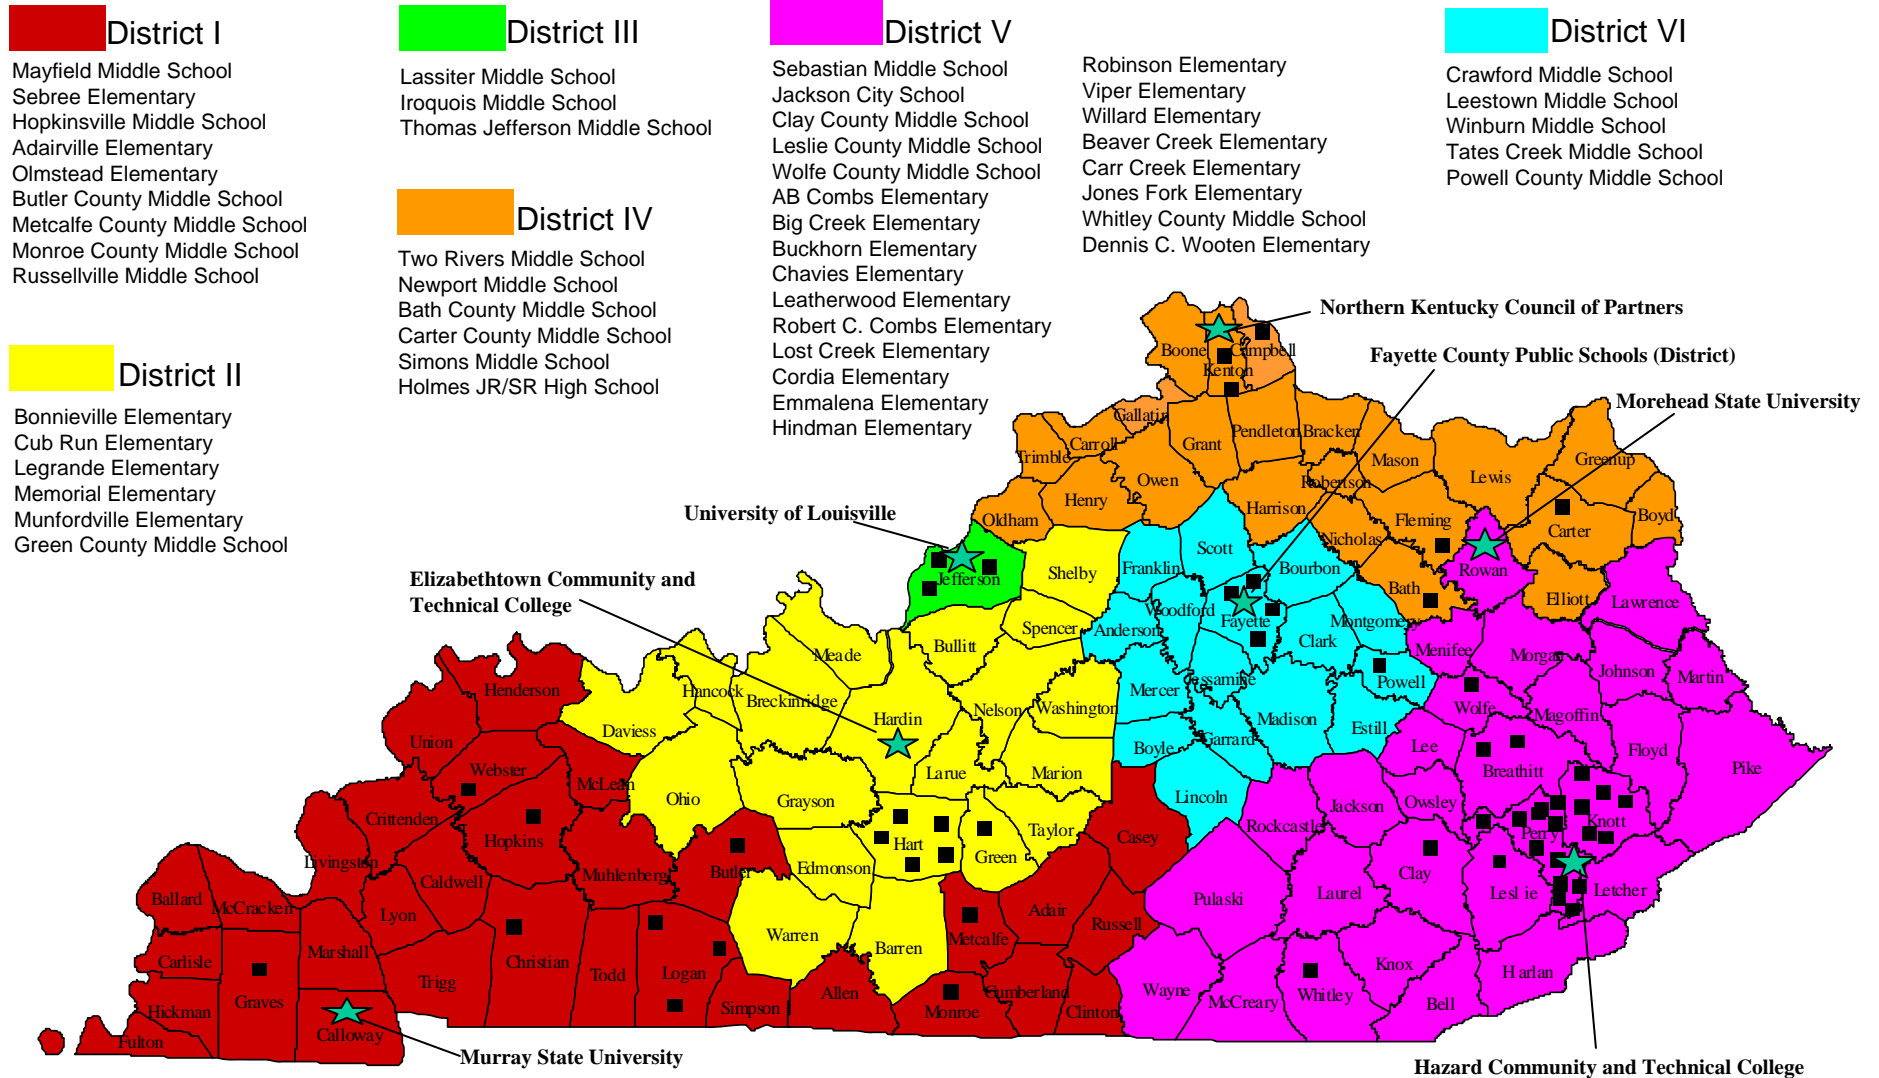 District I
Mayfield Middle School
Sebree Elementary
Hopkinsville Middle School
Adairville Elementary
Olmstead Elementary
Butler County Middle School
Metcalfe County Middle School
Monroe County Middle School
Russellville Middle School
District II
Bonnieville Elementary
Cub Run Elementary
Legrande Elementary
Memorial Elementary
Munfordville Elementary
Green County Middle School
District III
Lassiter Middle School
Iroquois Middle School
Thomas Jefferson Middle School
District IV
Two Rivers Middle School
Newport Middle School
Bath County Middle School
Carter County Middle School
Simons Middle School
Holmes JR/SR High School
District V
Sebastian Middle School
Jackson City School
Clay County Middle School
Leslie County Middle School
Wolfe County Middle School
AB Combs Elementary
Big Creek Elementary
Buckhorn Elementary
Chavies Elementary
Leatherwood Elementary
Robert C. Combs Elementary
Lost Creek Elementary
Cordia Elementary
Emmalena Elementary
Hindman Elementary
Robinson Elementary
Viper Elementary
Willard Elementary
Beaver Creek Elementary
Carr Creek Elementary
Jones Fork Elementary
Whitley County Middle School
Dennis C. Wooten Elementary
District VI
Crawford Middle School
Leestown Middle School
Winburn Middle School
Tates Creek Middle School
Powell County Middle School
Northern Kentucky Council of Partners
Fayette County Public Schools (District)
Morehead State University
University of Louisville
Elizabethtown Community and
Technical College
Murray State University
Hazard Community and Technical College
Boone
Campbell
Kenton
Gallatin
Carroll
Grant
Pendleton
Bracken
Trimble
Mason
Owen
Robertson
Lewis
Greenup
Henry
Harrison
Oldham
Fleming
Boyd
Carter
Nicholas
Scott
Bourbon
Franklin
Shelby
Jefferson
Rowan
Bath
Elliott
Lawrence
Woodford
Fayette
Montgomery
Anderson
Spencer
Clark
Bullitt
Menifee
Morgan
Meade
Johnson
Martin
Jessamine
Powell
Mercer
Henderson
Hancock
Breckinridge
Nelson
Washington
Wolfe
Magoffin
Hardin
Madison
Estill
Daviess
Garrard
Union
Boyle
Lee
Floyd
Breathitt
Pike
Webster
Larue
Marion
McLean
Ohio
Grayson
Lincoln
Jackson
Owsley
Crittenden
Rockcastle
Knott
Perry
Taylor
Casey
Hopkins
Hart
Green
Livingston
Edmonson
Butler
Muhlenberg
Clay
Caldwell
Leslie
Letcher
Laurel
Pulaski
Ballard
McCracken
Lyon
Adair
Russell
Warren
Barren
Metcalfe
Marshall
Carlisle
Christian
Todd
Logan
Trigg
Knox
Harlan
Whitley
Wayne
McCreary
Bell
Graves
Hickman
Simpson
Allen
Cumberland
Monroe
Clinton
Calloway
Fulton